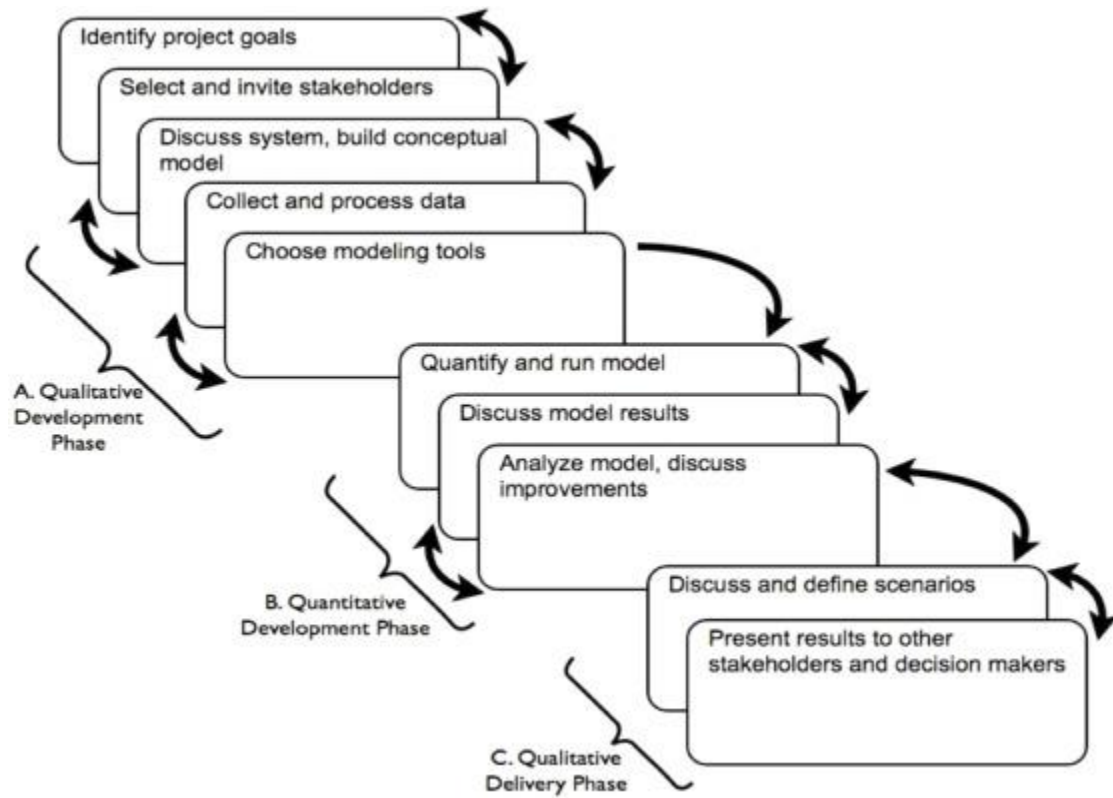 Identify project goals
Select and invite stakeholders
Discuss system, build conceptual
model
Collect and process data
Choose modeling tools
A. Qualitative
Development
Phase
Quantify and run model
Discuss model results
Analyze model, discuss
improvements
B. Quantitative
Development Phase
Discuss and define scenarios
Present results to other
stakeholders and decision makers
C. Qualitative
Delivery Phase